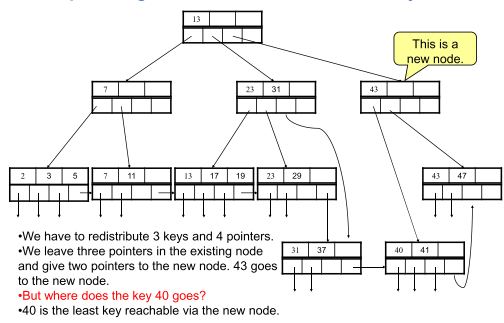 13
This is a
new node.
7
23 31
43
2 3 5
7 11
13 17 19
23 29
43 47
31 37
40 41
•We have to redistribute 3 keys and 4 pointers.
•We leave three pointers in the existing node
and give two pointers to the new node. 43 goes
to the new node.
•But where does the key 40 goes?
•40 is the least key reachable via the new node.